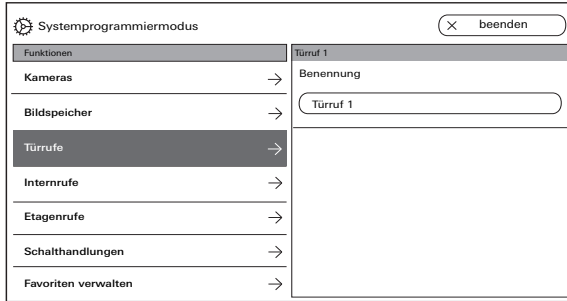 Systemprogrammiermodus
beenden
Funktionen
Kameras
Bildspeicher
Türrufe
Internrufe
Etagenrufe
Schalthandlungen
Favoriten verwalten
Türruf 1
Benennung
Türruf 1